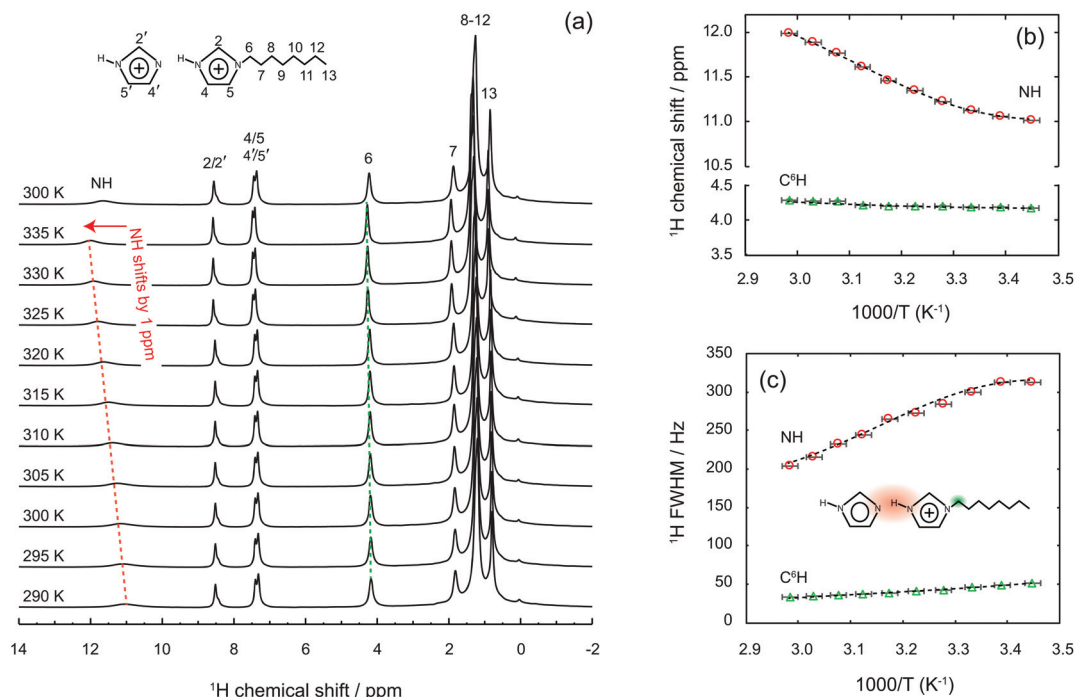 (a)
8-12
13
2′
H-N
N
5′
4′
2
H-N
N
4
5
6
8
10
12
7
9
11
13
2/2′
4/5
4′/5′
6
7
NH
300 K
335 K
330 K
325 K
320 K
315 K
310 K
305 K
300 K
295 K
290 K
NH shifts by 1 ppm
14 12 10 8 6 4 2 0 -2
¹H chemical shift / ppm
(b)
12.0
11.5
11.0
10.5
4.2
3.5
NH
C⁶H
¹H chemical shift / ppm
2.9 3.0 3.1 3.2 3.3 3.4 3.5
1000/T (K⁻¹)
(c)
350
300
250
200
150
100
50
0
NH
H-N
N
H-N
N
C⁶H
¹H FWHM / Hz
2.9 3.0 3.1 3.2 3.3 3.4 3.5
1000/T (K⁻¹)